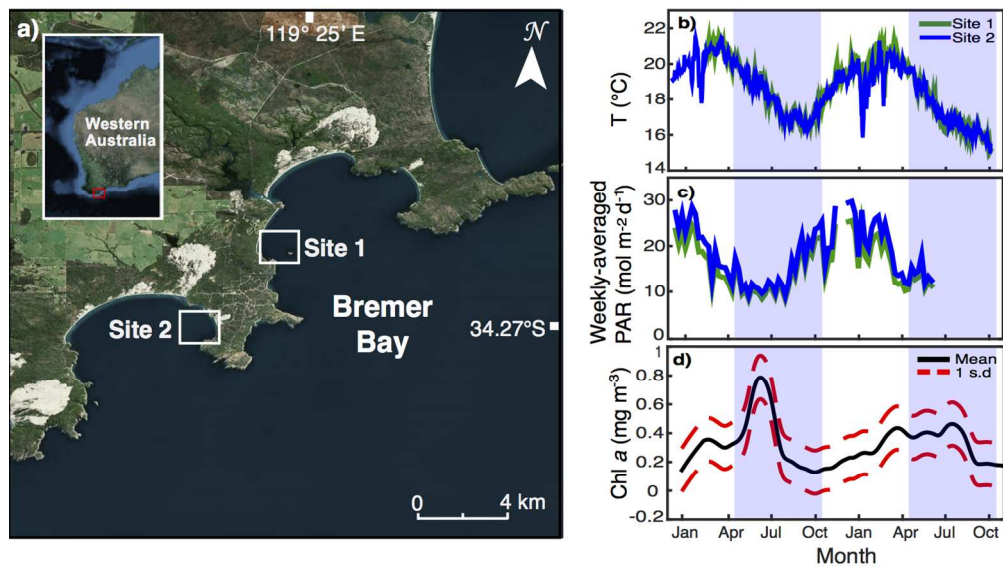 a)
119° 25' E
N
Western
Australia
Site 1
Site 2
Bremer
Bay
34.27°S
0 4 km
b)
Site 1
Site 2
T (°C)
22
20
18
16
14
c)
Weekly-averaged
PAR (mol m⁻² d⁻¹)
30
20
10
0
d)
Mean
1 s.d
Chl a (mg m⁻³)
1
0.8
0.6
0.4
0.2
0
-0.2
Jan Apr Jul Oct Jan Apr Jul Oct
Month